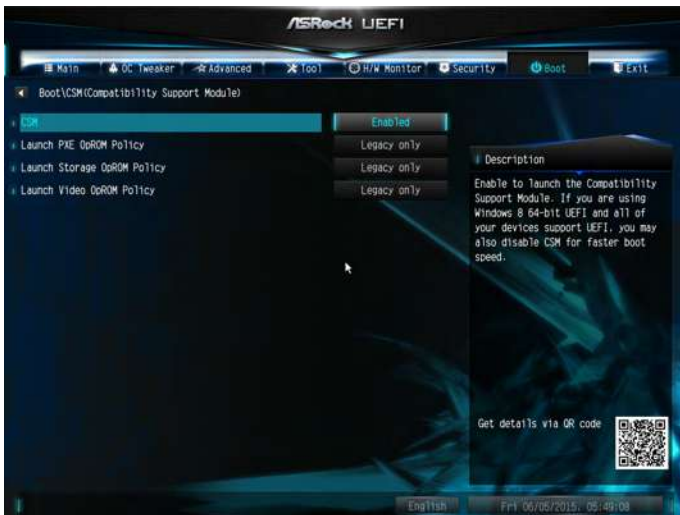 ASRock UEFI
Main OC Tweaker Advanced Tool H/W Monitor Security Boot Exit
Boot\CSM(Compatibility Support Module)
CSM Enabled
Launch PXE OpROM Policy Legacy only
Launch Storage OpROM Policy Legacy only
Launch Video OpROM Policy Legacy only
Description
Enable to launch the Compatibility
Support Module. If you are using
Windows 8 64-bit UEFI and all of
your devices support UEFI, you may
also disable CSM for faster boot
speed.
Get details via QR code
English Fri 06/05/2015, 05:49:08